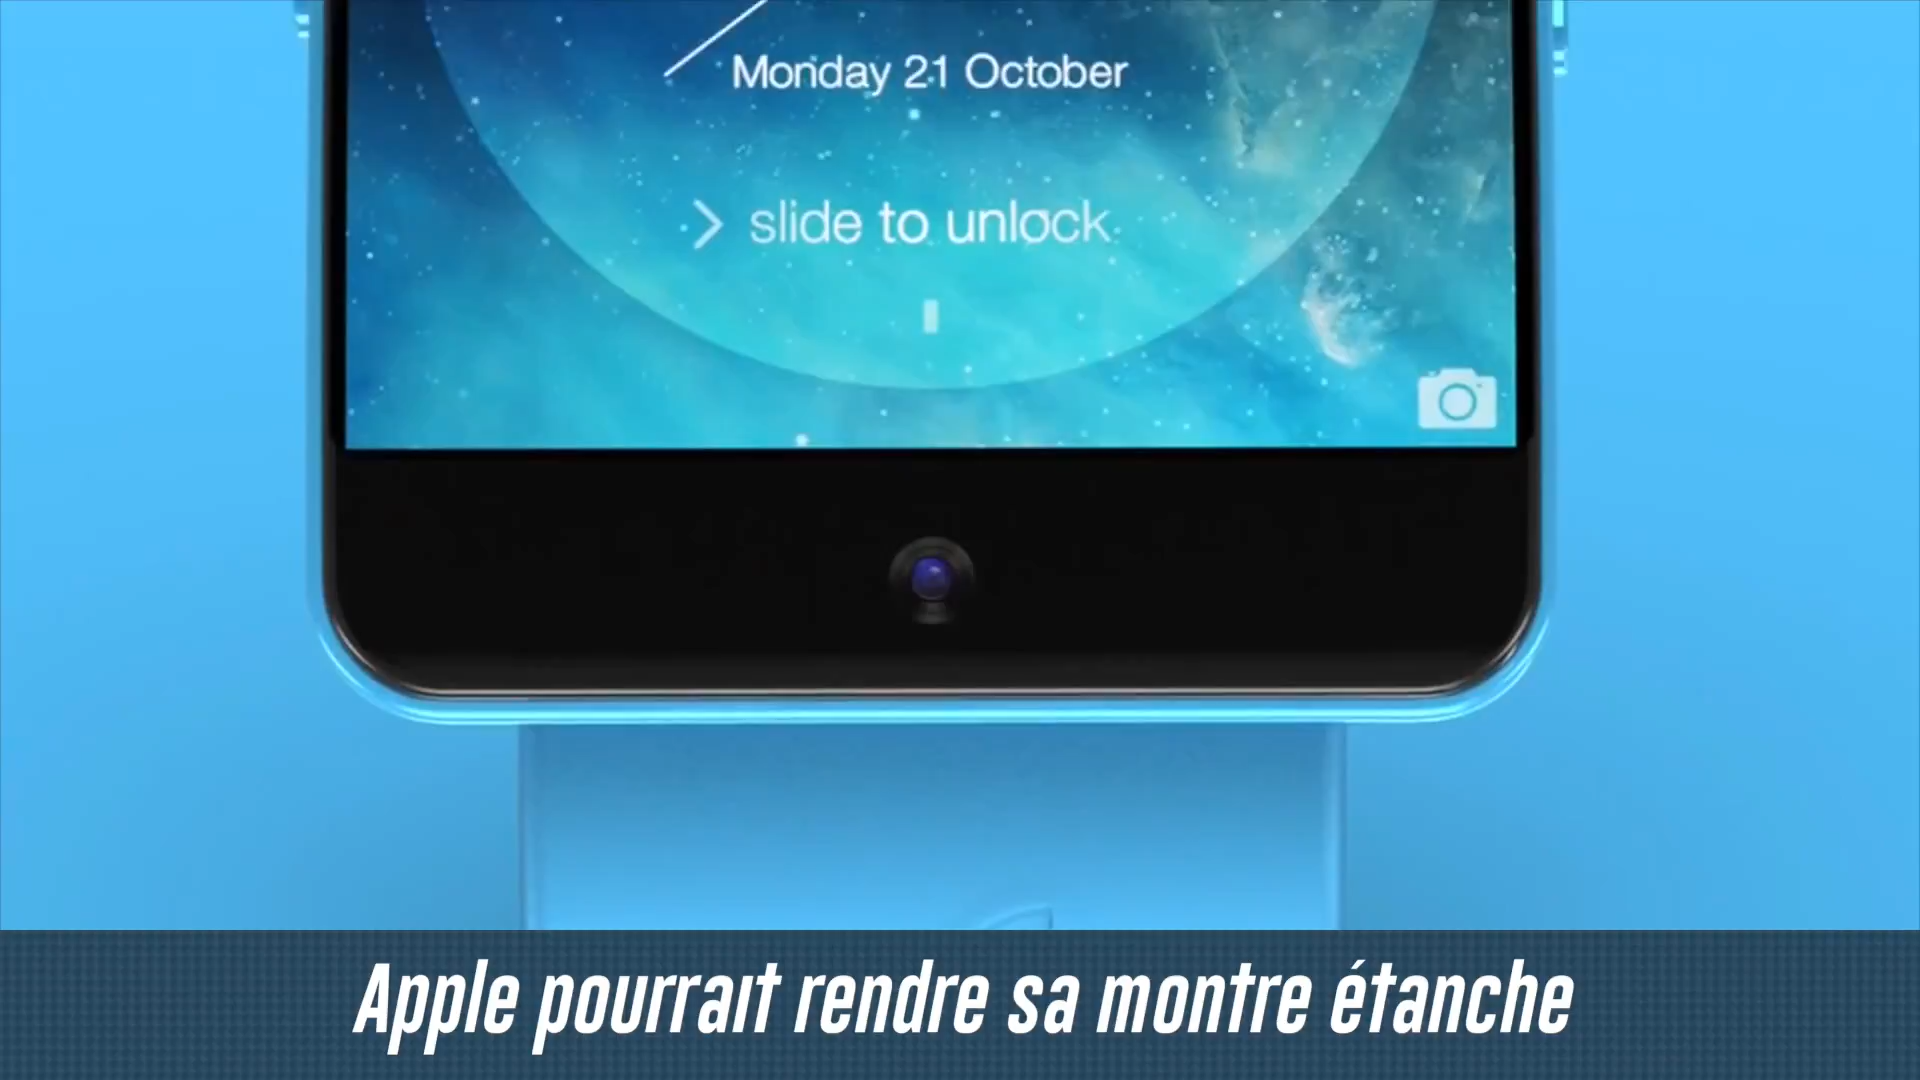 Monday 21 October
> slide to unlock
Apple pourrait rendre sa montre étanche